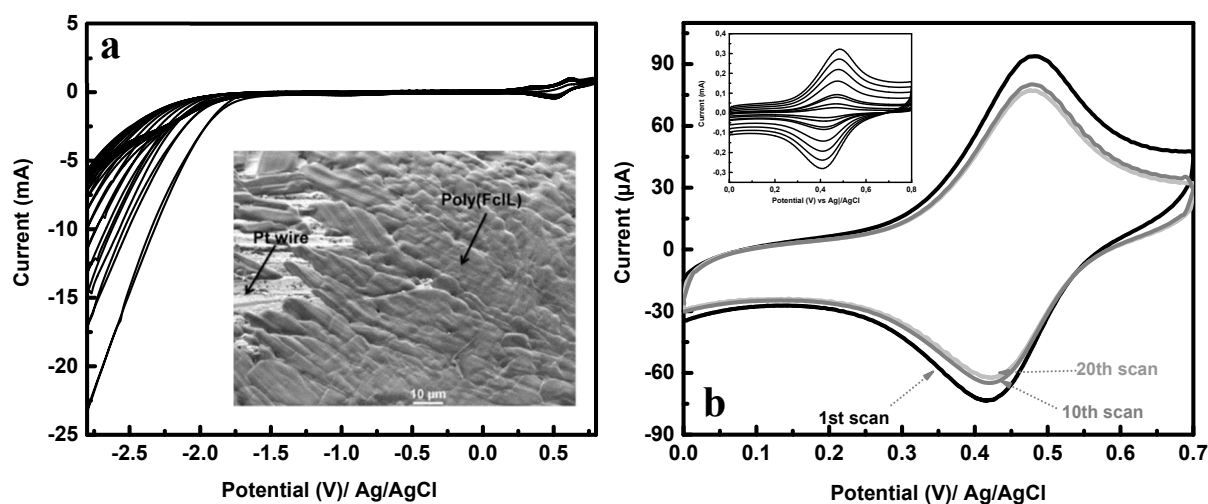 a
5
0
-5
-10
-15
-20
-25
Current (mA)
-2.5 -2.0 -1.5 -1.0 -0.5 0.0 0.5
Potential (V)/ Ag/AgCl
Poly(FcIL)
Pt wire
10 µm
b
90
60
30
0
-30
-60
-90
Current (µA)
0.0 0.1 0.2 0.3 0.4 0.5 0.6 0.7
Potential (V)/ Ag/AgCl
0,4
0,3
0,2
0,1
0,0
-0,1
-0,2
-0,3
Current (mA)
0,0 0,2 0,4 0,6 0,8
Potential (V) vs Ag|/AgCl
20th scan
10th scan
1st scan